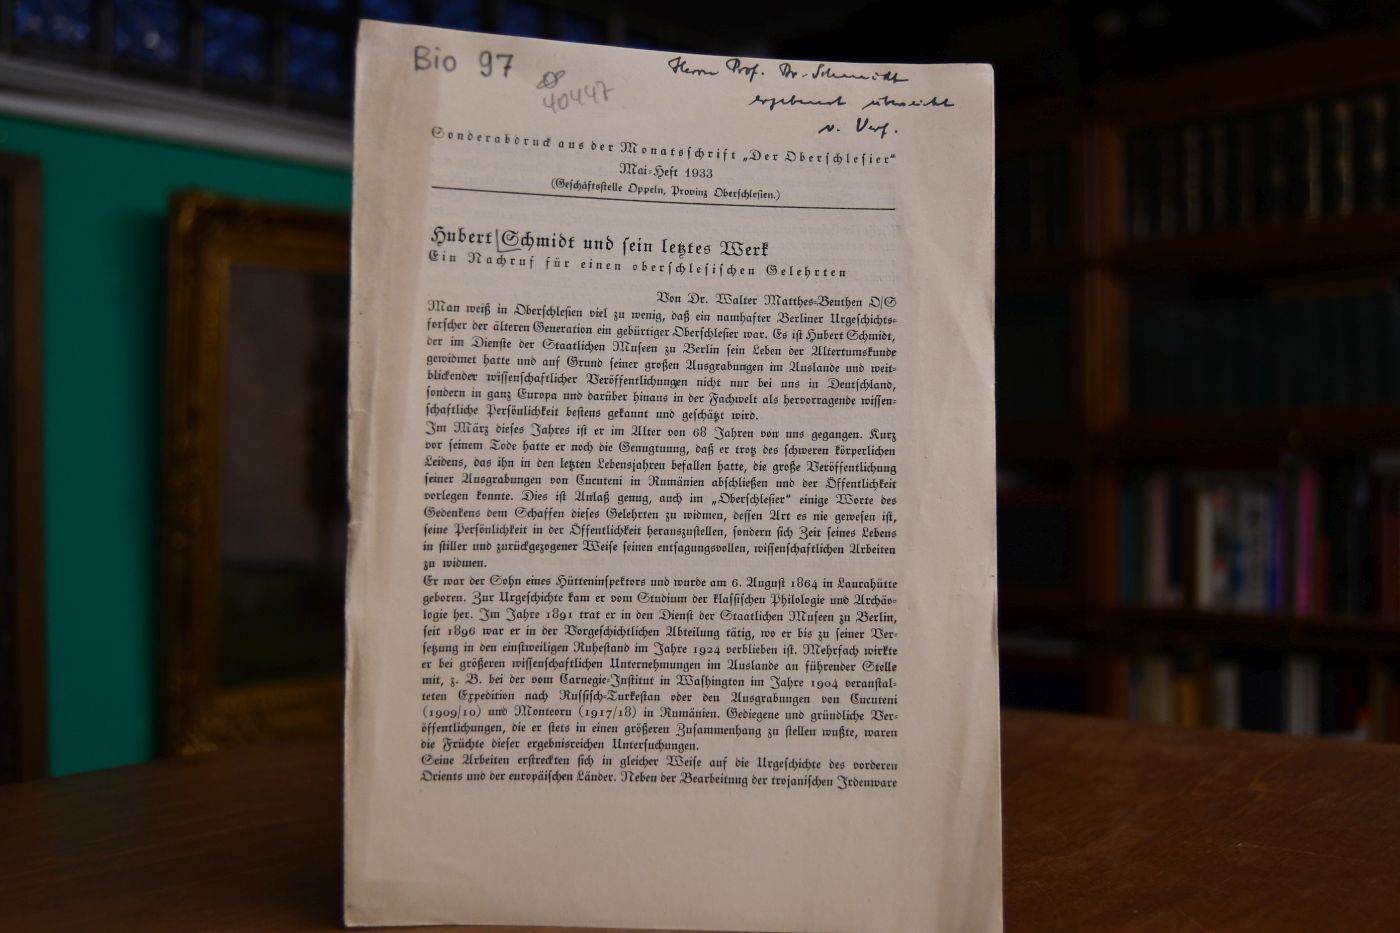 Bio 97
40447
Herrn Prof. Dr. Schmidt
ergebenst überreicht
v. Verf.
Sonderabdruck aus der Monatsschrift „Der Oberschlesier“
Mai-Heft 1933
(Geschäftsstelle Oppeln, Provinz Oberschlesien.)
Hubert Schmidt und sein letztes Werk
Ein Nachruf für einen oberschlesischen Gelehrten
Von Dr. Walter Matthes-Beuthen O/S
Man weiß in Oberschlesien viel zu wenig, daß ein namhafter Berliner Urgeschichts-
forscher der älteren Generation ein gebürtiger Oberschlesier war. Es ist Hubert Schmidt,
der im Dienste der Staatlichen Museen zu Berlin sein Leben der Altertumskunde
gewidmet hatte und auf Grund seiner großen Ausgrabungen im Auslande und weit-
blickender wissenschaftlicher Veröffentlichungen nicht nur bei uns in Deutschland,
sondern in ganz Europa und darüber hinaus in der Fachwelt als hervorragende wissen-
schaftliche Persönlichkeit bestens gekannt und geschätzt wird.
Im März dieses Jahres ist er im Alter von 68 Jahren von uns gegangen. Kurz
vor seinem Tode hatte er noch die Genugtuung, daß er trotz des schweren körperlichen
Leidens, das ihn in den letzten Lebensjahren befallen hatte, die große Veröffentlichung
seiner Ausgrabungen von Cucuteni in Rumänien abschließen und der Öffentlichkeit
vorlegen konnte. Dies ist Anlaß genug, auch im „Oberschlesier“ einige Worte des
Gedenkens dem Schaffen dieses Gelehrten zu widmen, dessen Art es nie gewesen ist,
seine Persönlichkeit in der Öffentlichkeit herauszustellen, sondern sich Zeit seines Lebens
in stiller und zurückgezogener Weise seinen entsagungsvollen, wissenschaftlichen Arbeiten
zu widmen.
Er war der Sohn eines Hütteninspektors und wurde am 6. August 1864 in Laurahütte
geboren. Zur Urgeschichte kam er vom Studium der klassischen Philologie und Archäo-
logie her. Im Jahre 1891 trat er in den Dienst der Staatlichen Museen zu Berlin,
seit 1896 war er in der Vorgeschichtlichen Abteilung tätig, wo er bis zu seiner Ver-
setzung in den einstweiligen Ruhestand im Jahre 1924 verblieben ist. Mehrfach wirkte
er bei größeren wissenschaftlichen Unternehmungen im Auslande an führender Stelle
mit, z. B. bei der vom Carnegie-Institut in Washington im Jahre 1904 veranstal-
teten Expedition nach Russisch-Turkestan oder den Ausgrabungen von Cucuteni
(1909/10) und Monteoru (1917/18) in Rumänien. Gediegene und gründliche Ver-
öffentlichungen, die er stets in einen größeren Zusammenhang zu stellen wußte, waren
die Früchte dieser ergebnisreichen Untersuchungen.
Seine Arbeiten erstreckten sich in gleicher Weise auf die Urgeschichte des vorderen
Orients und der europäischen Länder. Neben der Bearbeitung der trojanischen Irdenware